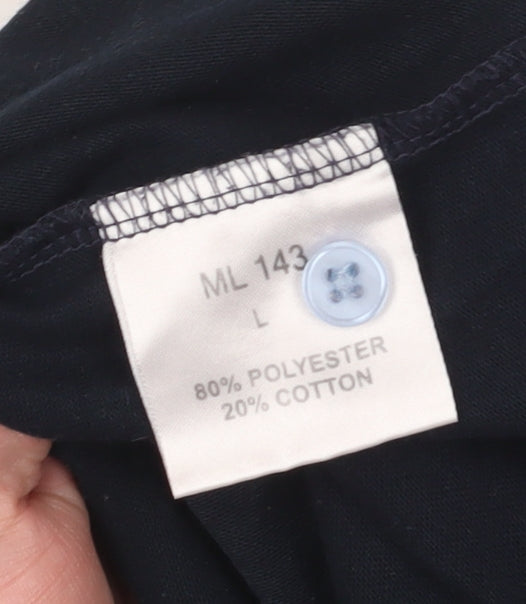 ML 143
L
80% POLYESTER
20% COTTON